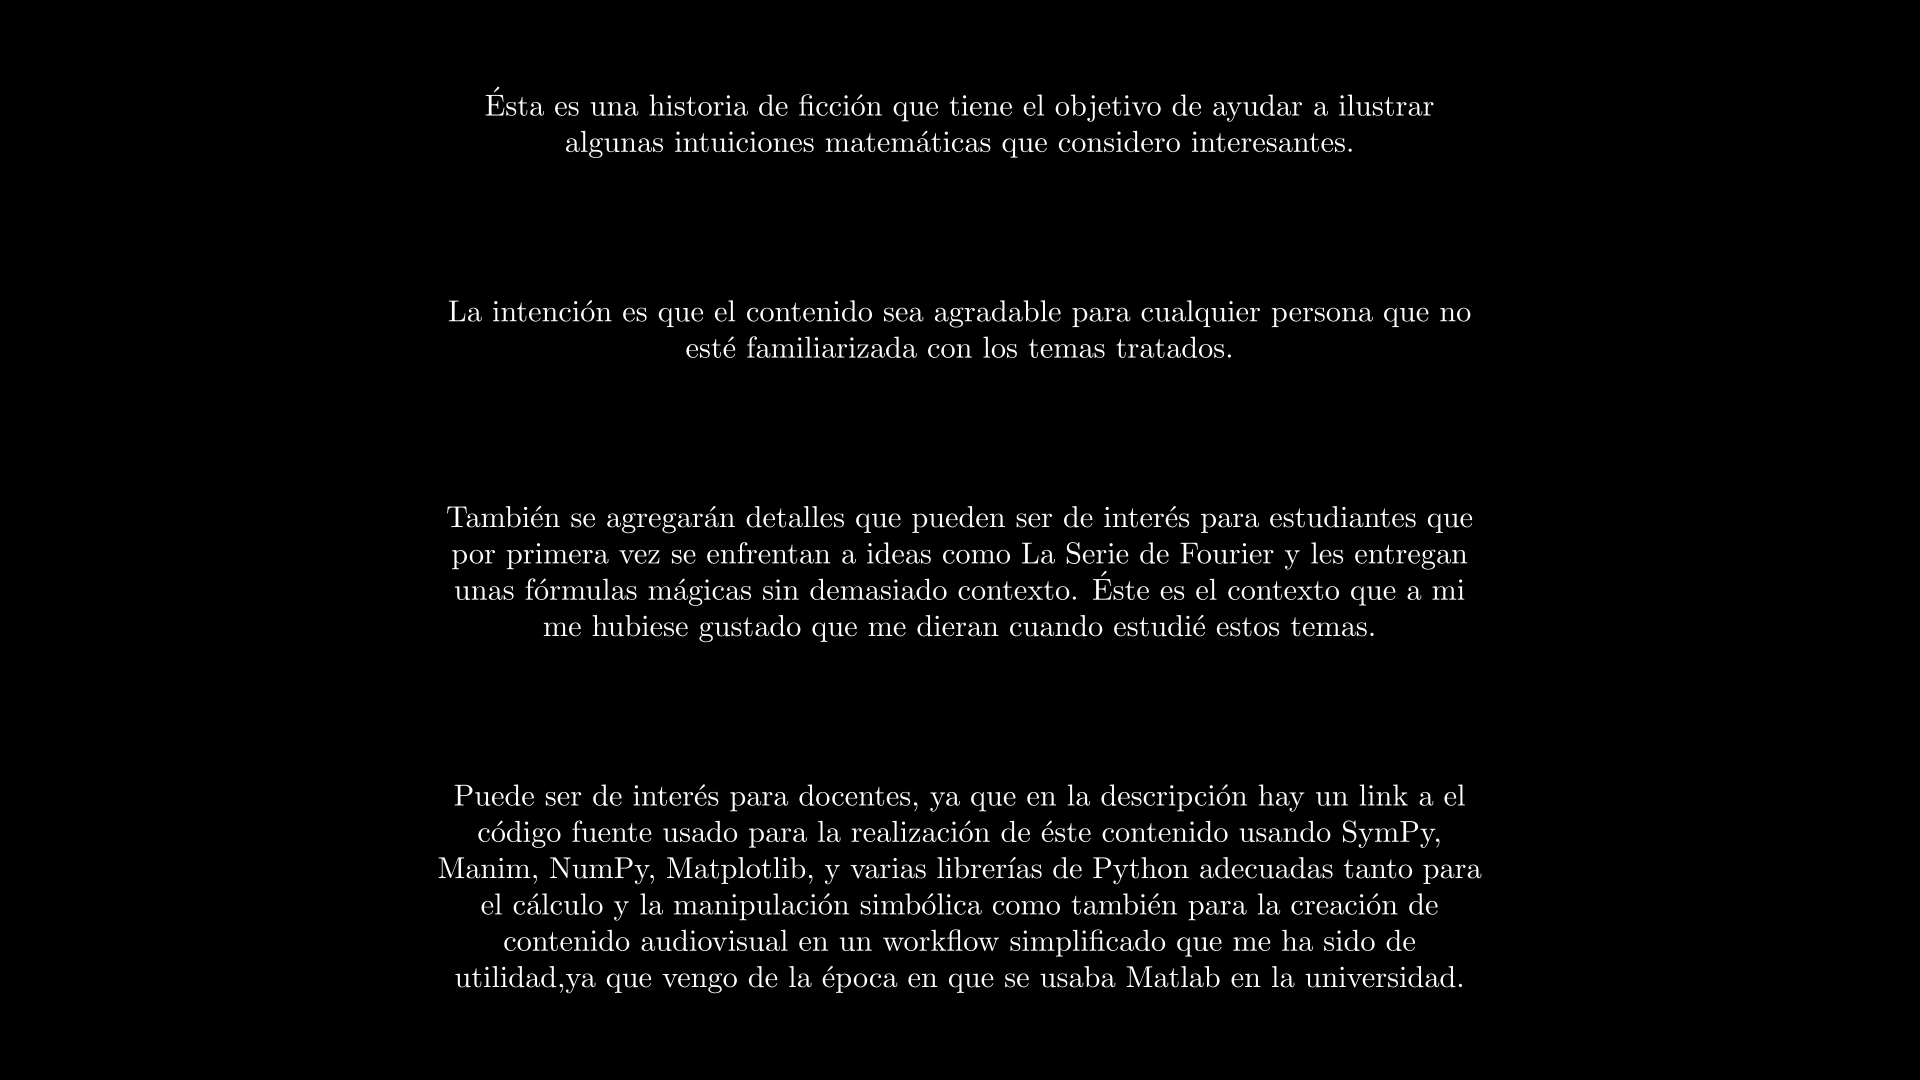 Ésta es una historia de ficción que tiene el objetivo de ayudar a ilustrar
algunas intuiciones matemáticas que considero interesantes.
La intención es que el contenido sea agradable para cualquier persona que no
esté familiarizada con los temas tratados.
También se agregarán detalles que pueden ser de interés para estudiantes que
por primera vez se enfrentan a ideas como La Serie de Fourier y les entregan
unas fórmulas mágicas sin demasiado contexto. Éste es el contexto que a mi
me hubiese gustado que me dieran cuando estudié estos temas.
Puede ser de interés para docentes, ya que en la descripción hay un link a el
código fuente usado para la realización de éste contenido usando SymPy,
Manim, NumPy, Matplotlib, y varias librerías de Python adecuadas tanto para
el cálculo y la manipulación simbólica como también para la creación de
contenido audiovisual en un workflow simplificado que me ha sido de
utilidad,ya que vengo de la época en que se usaba Matlab en la universidad.